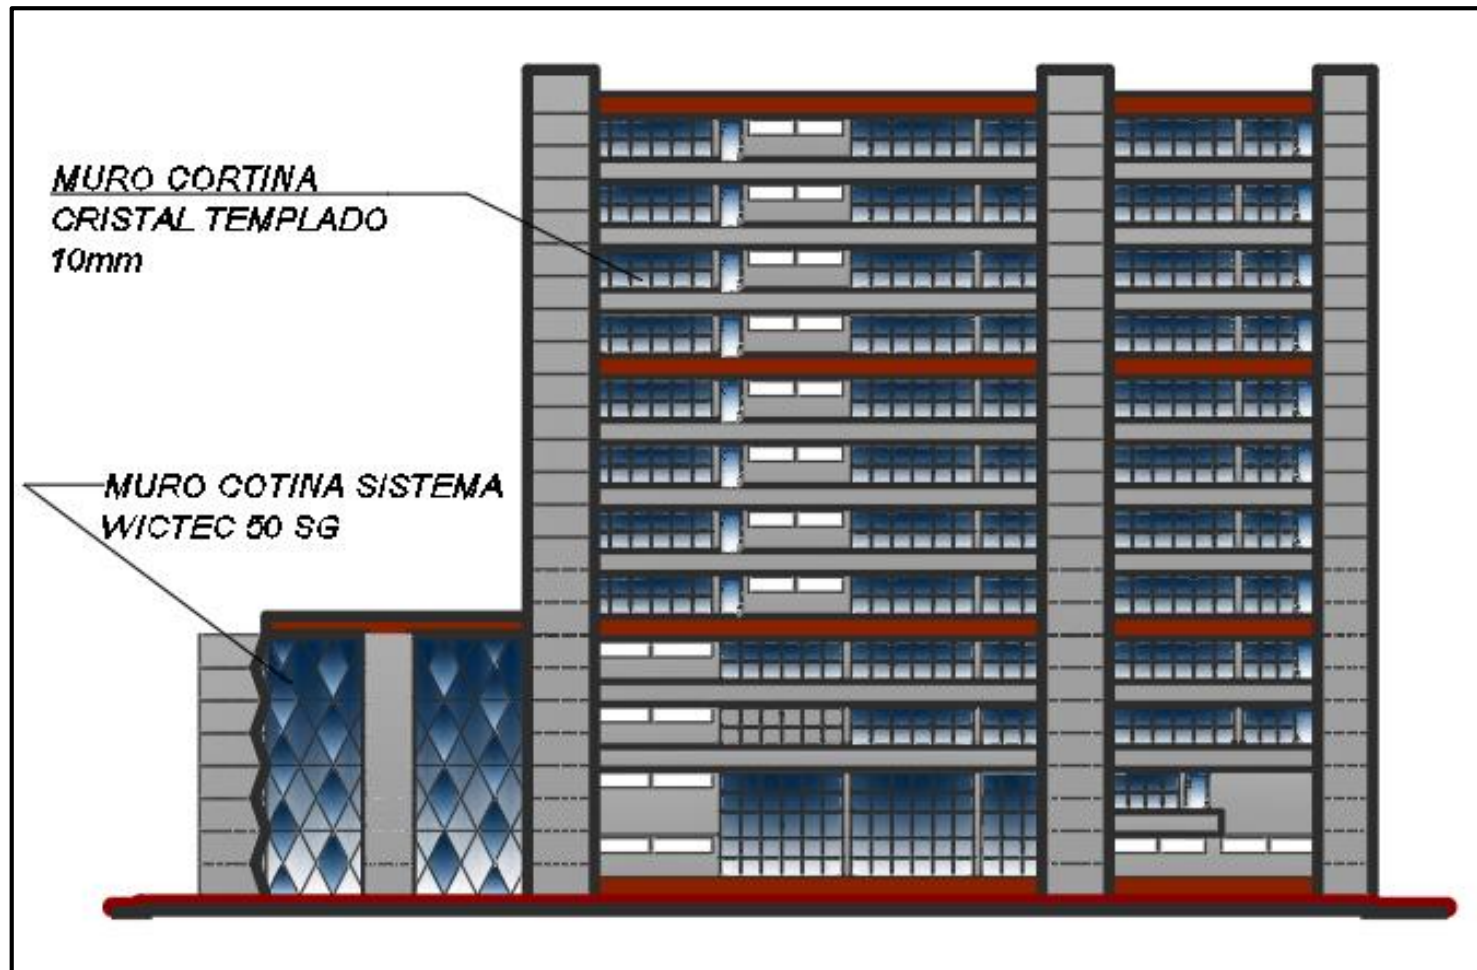 MURO CORTINA
CRISTAL TEMPLADO
10mm
MURO COTINA SISTEMA
WICTEC 50 SG